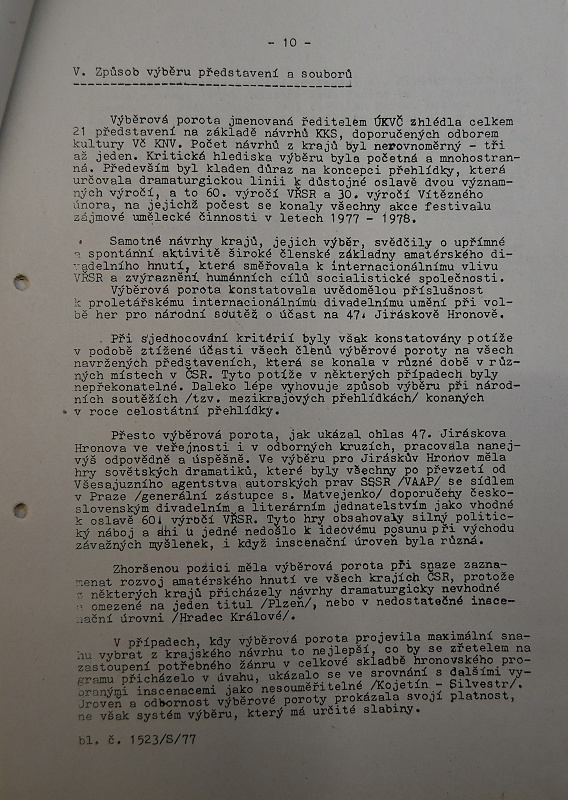 - 10 -
V. Způsob výběru představení a souborů
Výběrová porota jmenovaná ředitelem ÚKVČ zhlédla celkem
21 představení na základě návrhů KKS, doporučených odborem
kultury Vč KNV. Počet návrhů z krajů byl nerovnoměrný - tři
až jeden. Kritická hlediska výběru byla početná a mnohostran-
ná. Především byl kladen důraz na koncepci přehlídky, která
určovala dramaturgickou linii k důstojné oslavě dvou význam-
ných výročí, a to 60. výročí VŘSR a 30. výročí Vítězného
února, na jejichž počest se konaly všechny akce festivalu
zájmové umělecké činnosti v letech 1977 - 1978.
Samotné návrhy krajů, jejich výběr, svědčily o upřímné
a spontánní aktivitě široké členské základny amatérského di-
vadelního hnutí, která směřovala k internacionálnímu vlivu
VŘSR a zvýraznění humánních cílů socialistické společnosti.
Výběrová porota konstatovala uvědomělou příslušnost
k proletářskému internacionálnímu divadelnímu umění při vol-
bě her pro národní soutěž o účast na 47. Jiráskově Hronově.
Při sjednocování kritérií byly však konstatovány potíže
v podobě ztížené účasti všech členů výběrové poroty na všech
navržených představeních, která se konala v různé době v růz-
ných místech v ČSR. Tyto potíže v některých případech byly
nepřekonatelné. Daleko lépe vyhovuje způsob výběru při národ-
ních soutěžích /tzv. mezikrajových přehlídkách/ konaných
v roce celostátní přehlídky.
Přesto výběrová porota, jak ukázal ohlas 47. Jiráskova
Hronova ve veřejnosti i v odborných kruzích, pracovala nanej-
výš odpovědně a úspěšně. Ve výběru pro Jiráskův Hronov měla
hry sovětských dramatiků, které byly všechny po převzetí od
Všesajuzního agentstva autorských prav SSSR /VAAP/ se sídlem
v Praze /generální zástupce s. Matvejenko/ doporučeny česko-
slovenským divadelním a literárním jednatelstvím jako vhodné
k oslavě 60. výročí VŘSR. Tyto hry obsahovaly silný politic-
ký náboj a ani u jedné nedošlo k ideovému posunu při východu
závažných myšlenek, i když inscenační úroveň byla různá.
Zhoršenou pozici měla výběrová porota při snaze zazna-
menat rozvoj amatérského hnutí ve všech krajích ČSR, protože
z některých krajů přicházely návrhy dramaturgicky nevhodné
a omezené na jeden titul /Plzeň/, nebo v nedostatečné insce-
nační úrovni /Hradec Králové/.
V případech, kdy výběrová porota projevila maximální sna-
hu vybrat z krajského návrhu to nejlepší, co by se zřetelem na
zastoupení potřebného žánru v celkové skladbě hronovského pro-
gramu přicházelo v úvahu, ukázalo se ve srovnání s dalšími vy-
branými inscenacemi jako nesouměřitelné /Kojetín - Silvestr/.
Úroveň a odbornost výběrové poroty prokázala svojí platnost,
ne však systém výběru, který má určité slabiny.
bl. č. 1523/S/77